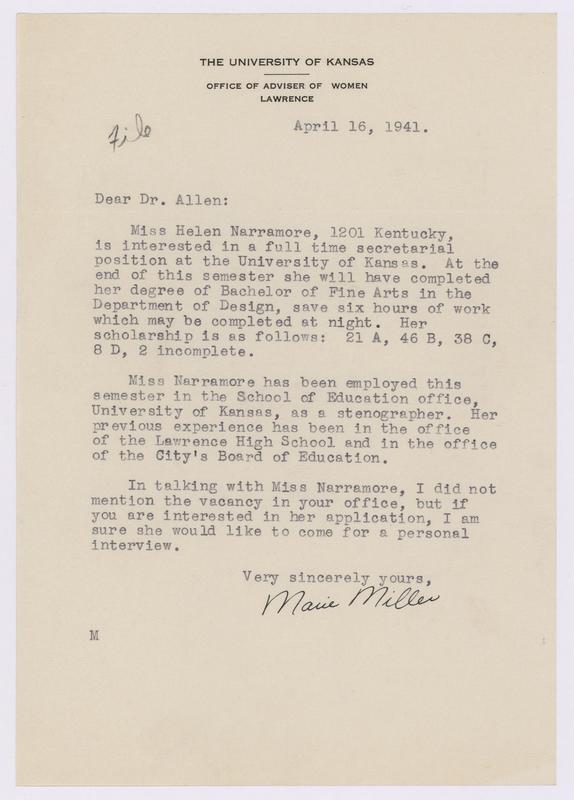 THE UNIVERSITY OF KANSAS
OFFICE OF ADVISER OF WOMEN
LAWRENCE
File
April 16, 1941.
Dear Dr. Allen:
Miss Helen Narramore, 1201 Kentucky,
is interested in a full time secretarial
position at the University of Kansas. At the
end of this semester she will have completed
her degree of Bachelor of Fine Arts in the
Department of Design, save six hours of work
which may be completed at night. Her
scholarship is as follows: 21 A, 46 B, 38 C,
8 D, 2 incomplete.
Miss Narramore has been employed this
semester in the School of Education office,
University of Kansas, as a stenographer. Her
previous experience has been in the office
of the Lawrence High School and in the office
of the City's Board of Education.
In talking with Miss Narramore, I did not
mention the vacancy in your office, but if
you are interested in her application, I am
sure she would like to come for a personal
interview.
Very sincerely yours,
Marie Miller
M